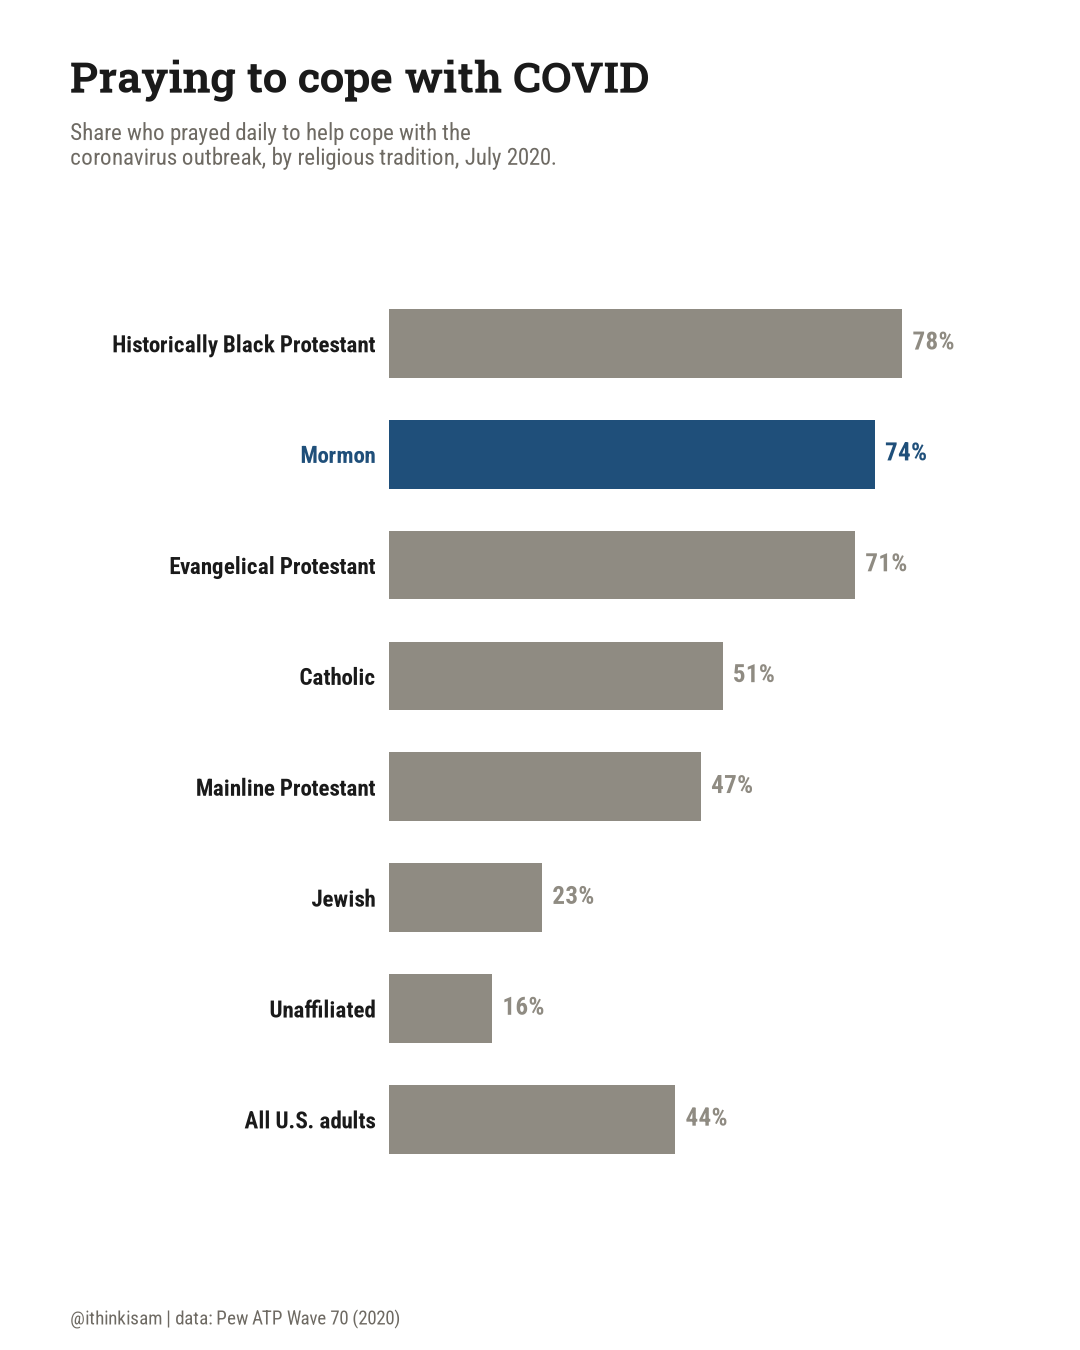 Praying to cope with COVID
Share who prayed daily to help cope with the
coronavirus outbreak, by religious tradition, July 2020.
Historically Black Protestant 78%
Mormon 74%
Evangelical Protestant 71%
Catholic 51%
Mainline Protestant 47%
Jewish 23%
Unaffiliated 16%
All U.S. adults 44%
@ithinkisam | data: Pew ATP Wave 70 (2020)